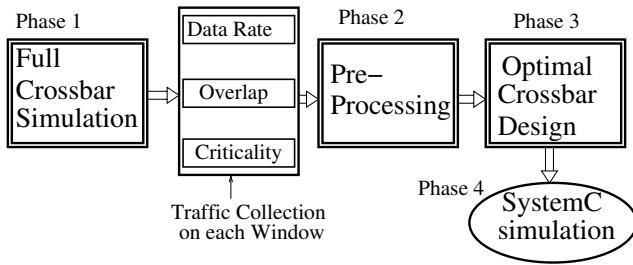 Phase 1
Full
Crossbar
Simulation
Data Rate
Overlap
Criticality
Traffic Collection
on each Window
Phase 2
Pre-
Processing
Phase 3
Optimal
Crossbar
Design
Phase 4
SystemC
simulation